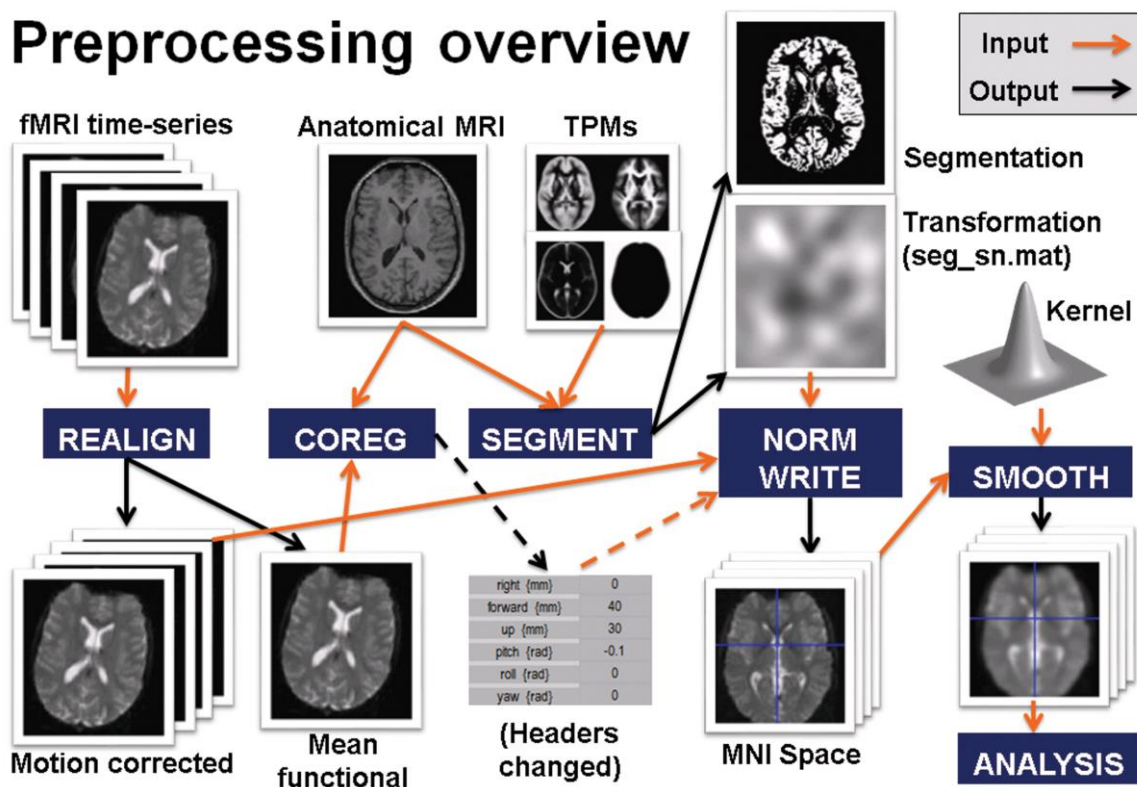 Preprocessing overview
Input
Output
fMRI time-series
Anatomical MRI
TPMs
Segmentation
Transformation
(seg_sn.mat)
Kernel
REALIGN
COREG
SEGMENT
NORM
WRITE
SMOOTH
right {mm} 0
forward {mm} 40
up {mm} 30
pitch {rad} -0.1
roll {rad} 0
yaw {rad} 0
Motion corrected
Mean
functional
(Headers
changed)
MNI Space
ANALYSIS